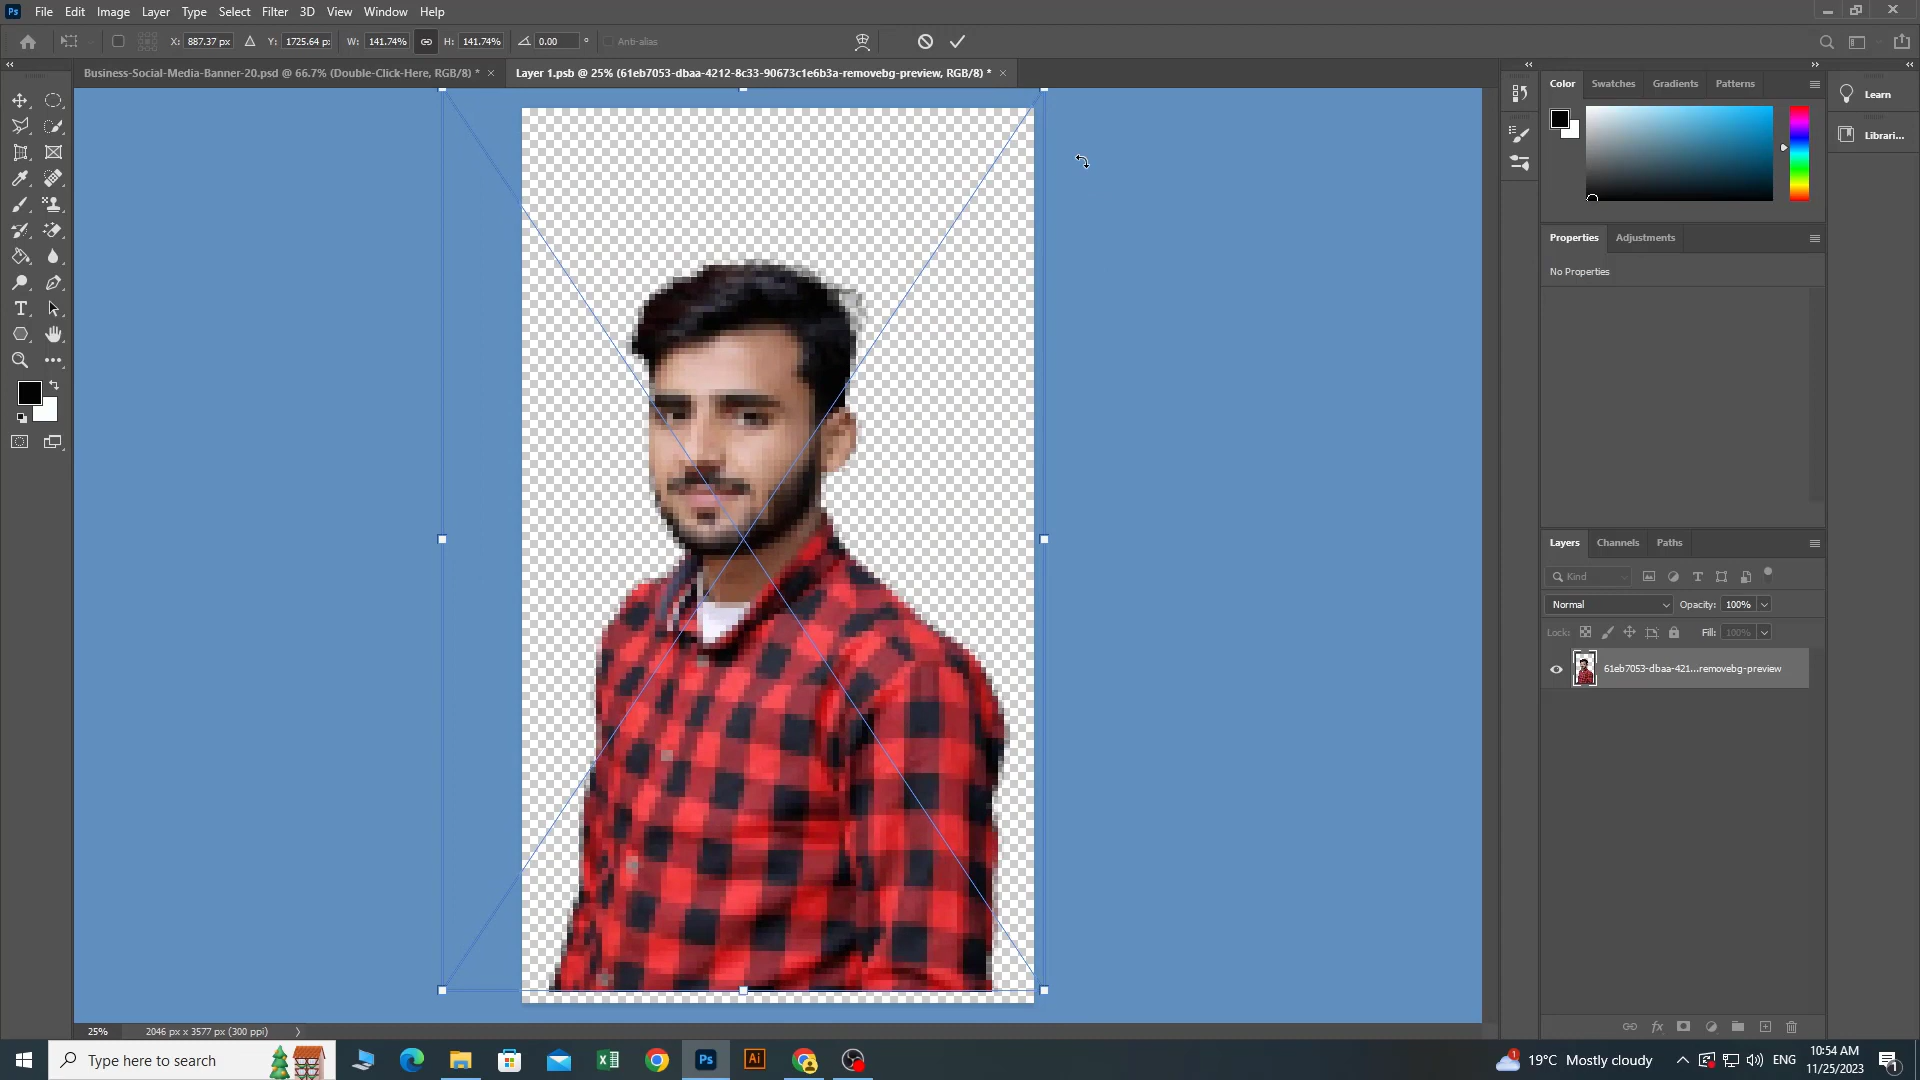 Ps File Edit Image Layer Type Select Filter 3D View Window Help
X: 887.37 px Y: 1725.64 p: W: 141.74% H: 141.74% 0.00 ° Anti-alias
Business-Social-Media-Banner-20.psd @ 66.7% (Double-Click-Here, RGB/8) * × Layer 1.psb @ 25% (61eb7053-dbaa-4212-8c33-90673c1e6b3a-removebg-preview, RGB/8) * ×
Color Swatches Gradients Patterns
Learn
Librari...
Properties Adjustments
No Properties
Layers Channels Paths
Kind
Normal Opacity: 100%
Lock: Fill: 100%
61eb7053-dbaa-421...removebg-preview
25% 2046 px x 3577 px (300 ppi)
Type here to search
Ps Ai
1 19°C Mostly cloudy ENG 10:54 AM
11/25/2023 1